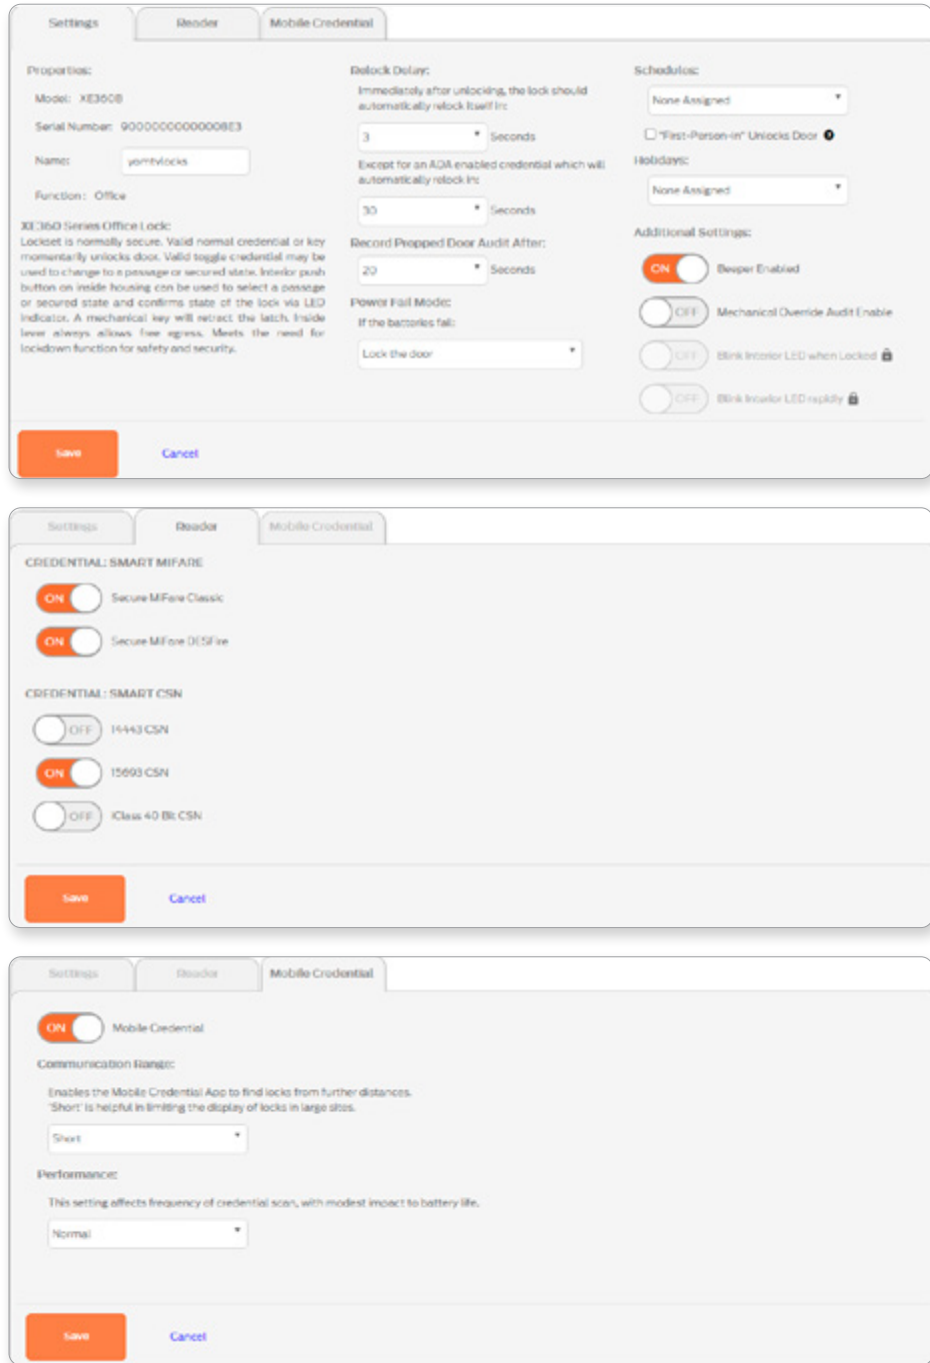 Settings
Reader
Mobile Credential
Properties:
Model: XE360B
Serial Number: 90000000000008E3
Name:
Function: Office
XE360 Series Office Lock:
Lockset is normally secure. Valid normal credential or key
momentarily unlocks door. Valid toggle credential may be
used to change to a passage or secured state. Interior push
button on inside housing can be used to select a passage
or secured state and confirms state of the lock via LED
Indicator. A mechanical key will retract the latch. Inside
lever always allows free egress. Meets the need for
lockdown function for safety and security.
Relock Delay:
Immediately after unlocking, the lock should
automatically relock itself in:
3 Seconds
Except for an ADA enabled credential which will
automatically relock in:
30 Seconds
Record Propped Door Audit After:
20 Seconds
Power Fail Mode:
If the batteries fail:
Lock the door
Schedules:
None Assigned
"First-Person-in" Unlocks Door
Holidays:
None Assigned
Additional Settings:
ON Beeper Enabled
OFF Mechanical Override Audit Enable
OFF Blink Interior LED when Locked
OFF Blink Interior LED rapidly
Save
Cancel
Settings
Reader
Mobile Credential
CREDENTIAL: SMART MIFARE
ON Secure MiFare Classic
ON Secure MiFare DESFire
CREDENTIAL: SMART CSN
OFF 14443 CSN
ON 15693 CSN
OFF iClass 40 Bit CSN
Save
Cancel
Settings
Reader
Mobile Credential
ON Mobile Credential
Communication Range:
Enables the Mobile Credential App to find locks from further distances.
'Short' is helpful in limiting the display of locks in large sites.
Short
Performance:
This setting affects frequency of credential scan, with modest impact to battery life.
Normal
Save
Cancel